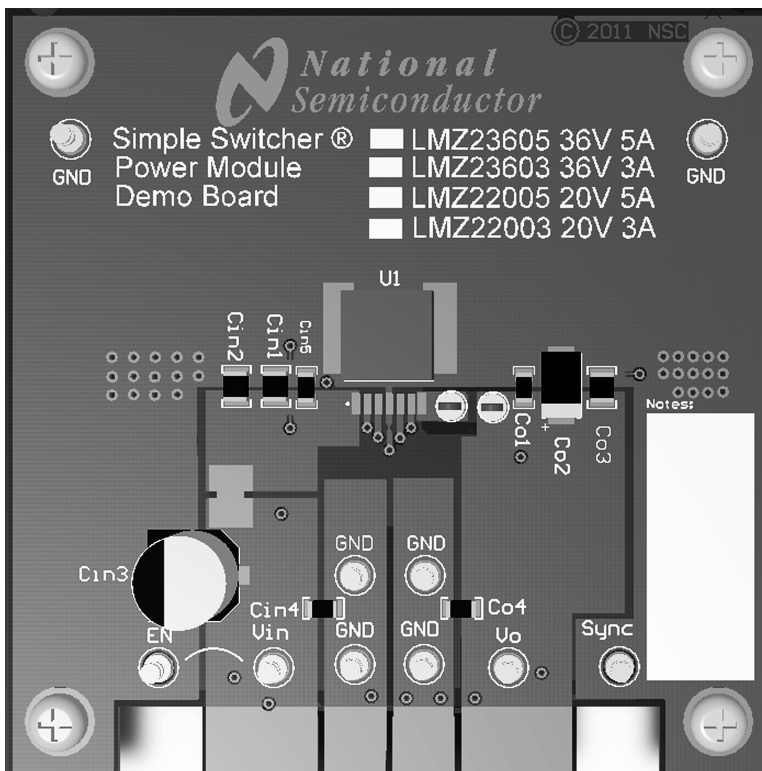 © 2011 NSC
National
Semiconductor
Simple Switcher ®
Power Module
Demo Board
LMZ23605 36V 5A
LMZ23603 36V 3A
LMZ22005 20V 5A
LMZ22003 20V 3A
GND
GND
U1
Cin2
Cin1
Cin5
Co1
Co2
Co3
+
Notes:
GND
GND
Cin3
Cin4
Co4
EN
Vin
GND
GND
Vo
Sync